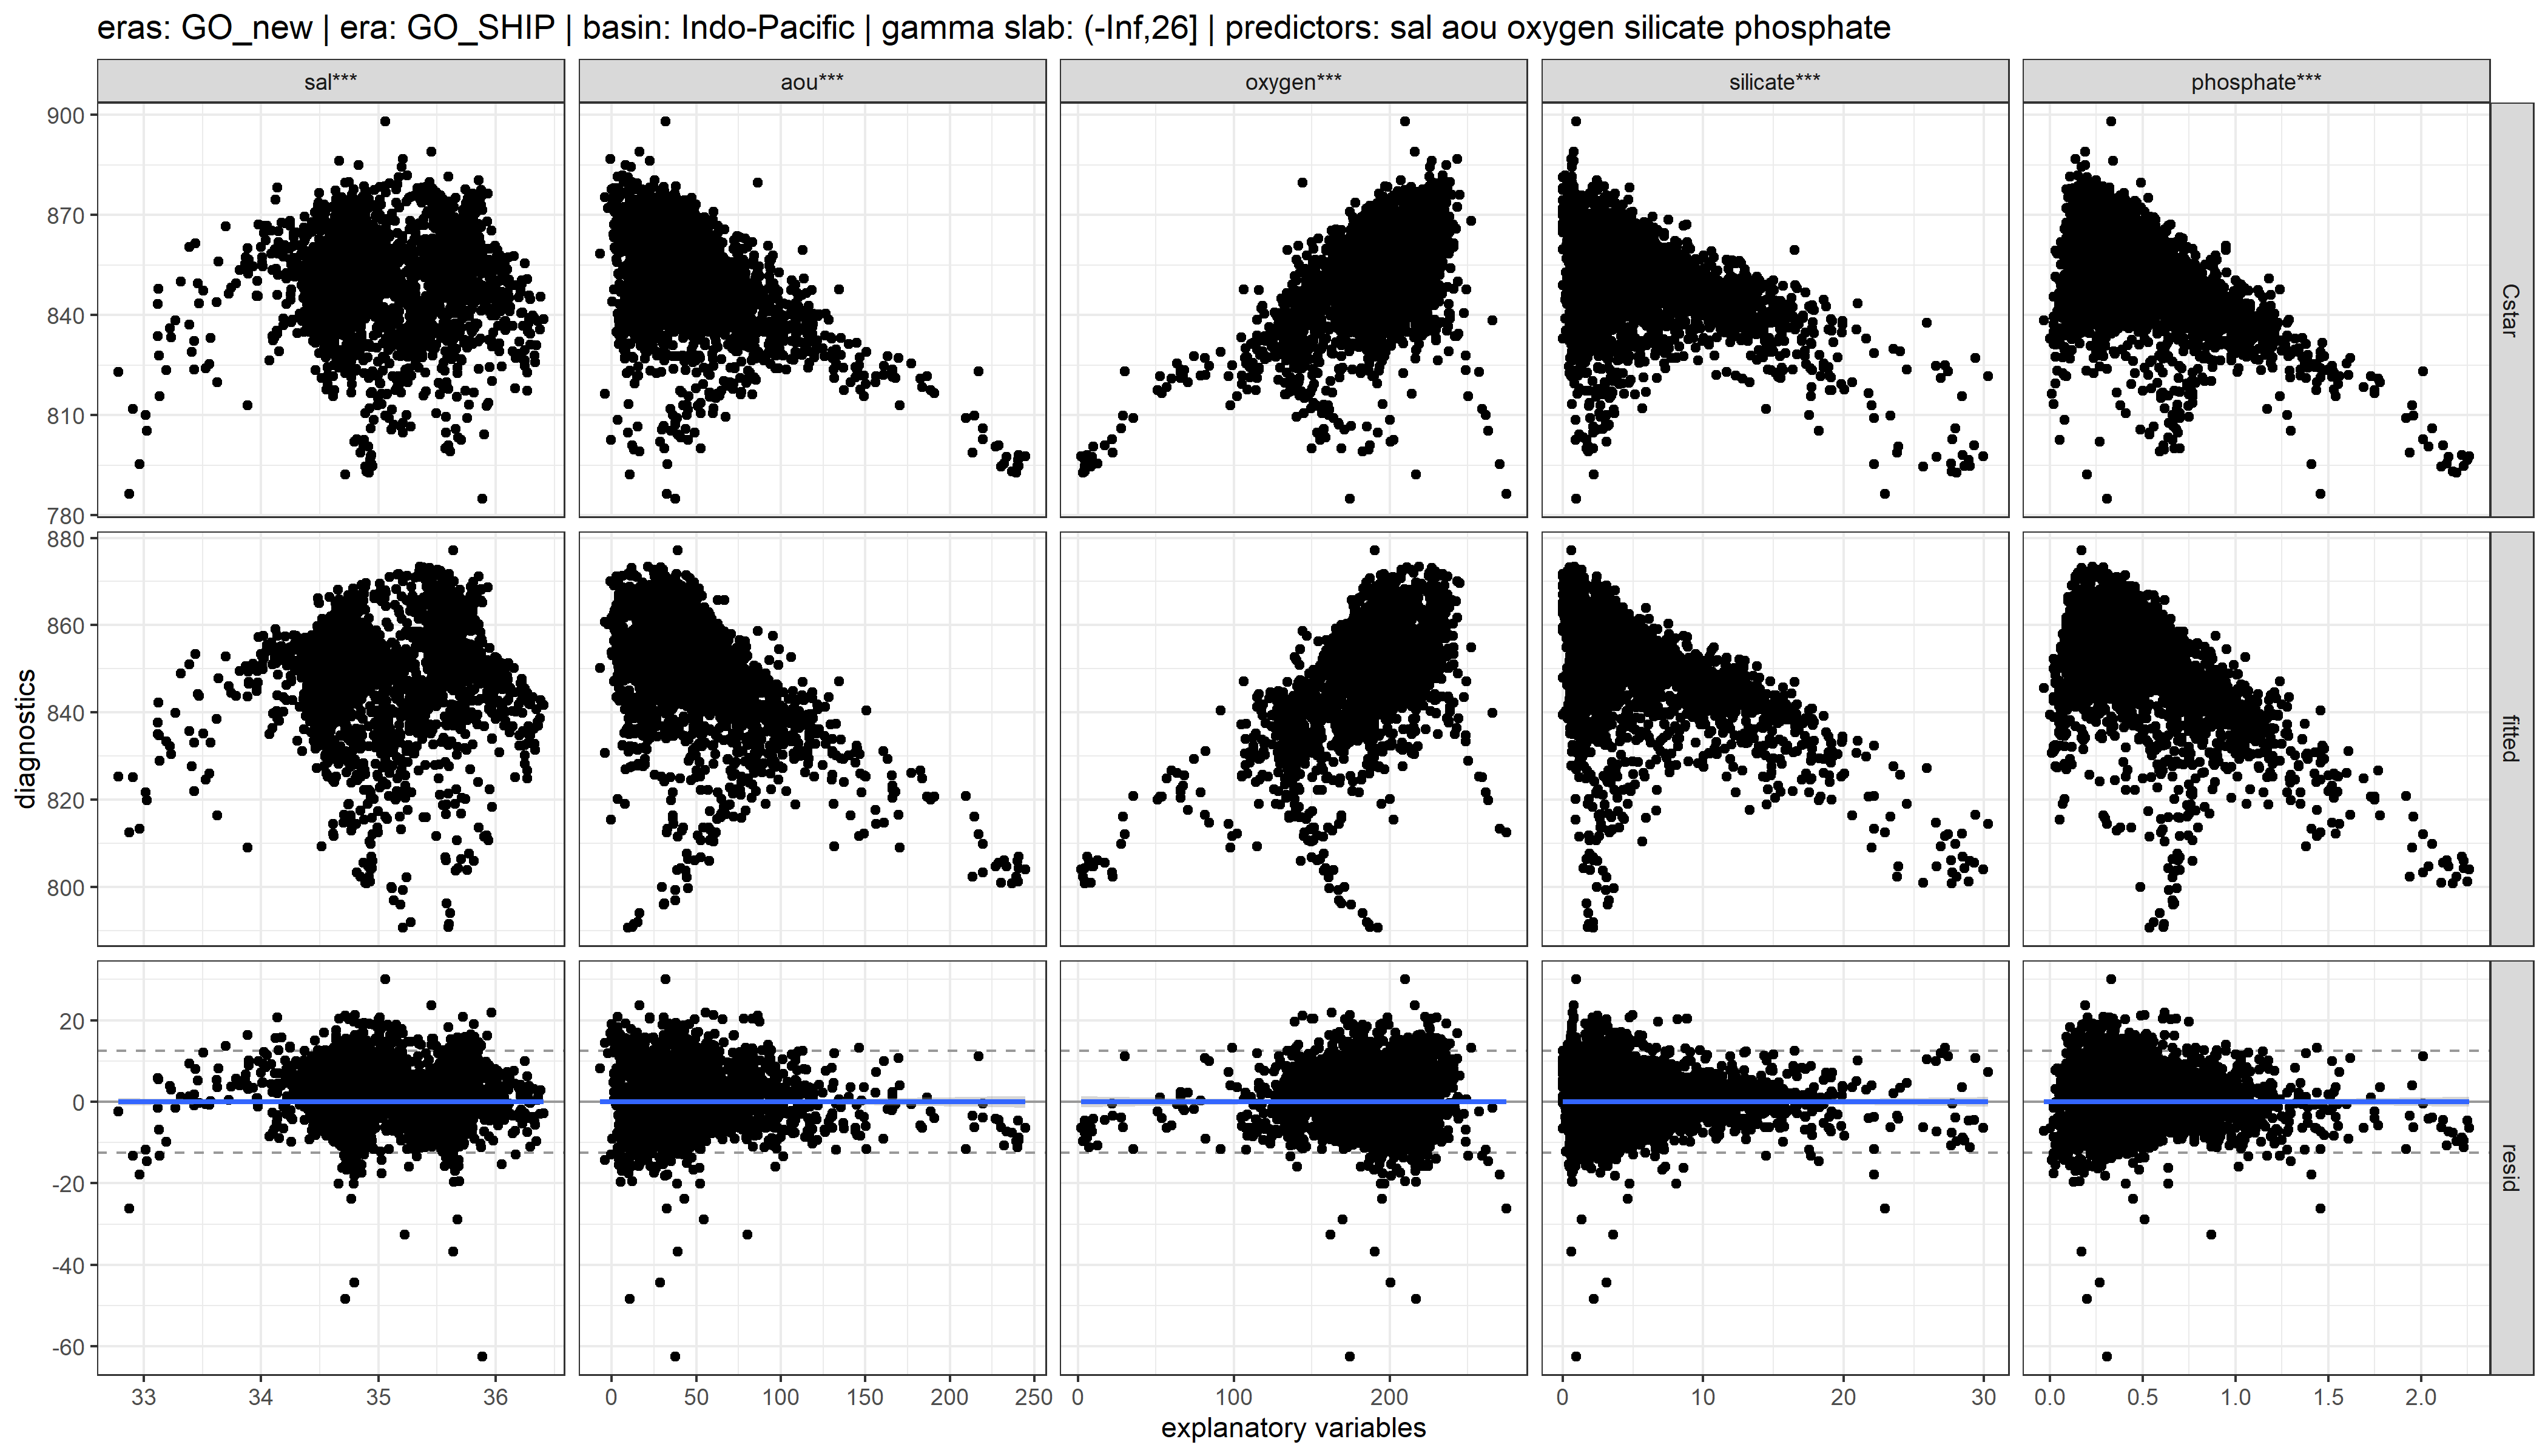 eras: GO_new | era: GO_SHIP | basin: Indo-Pacific | gamma slab: (-Inf,26] | predictors: sal aou oxygen silicate phosphate
sal*** aou*** oxygen*** silicate*** phosphate***
900
870
840
810
780
Cstar
880
860
840
820
800
fitted
diagnostics
20
0
-20
-40
-60
resid
33 34 35 36 0 50 100 150 200 250 0 100 200 0 10 20 30 0.0 0.5 1.0 1.5 2.0
explanatory variables